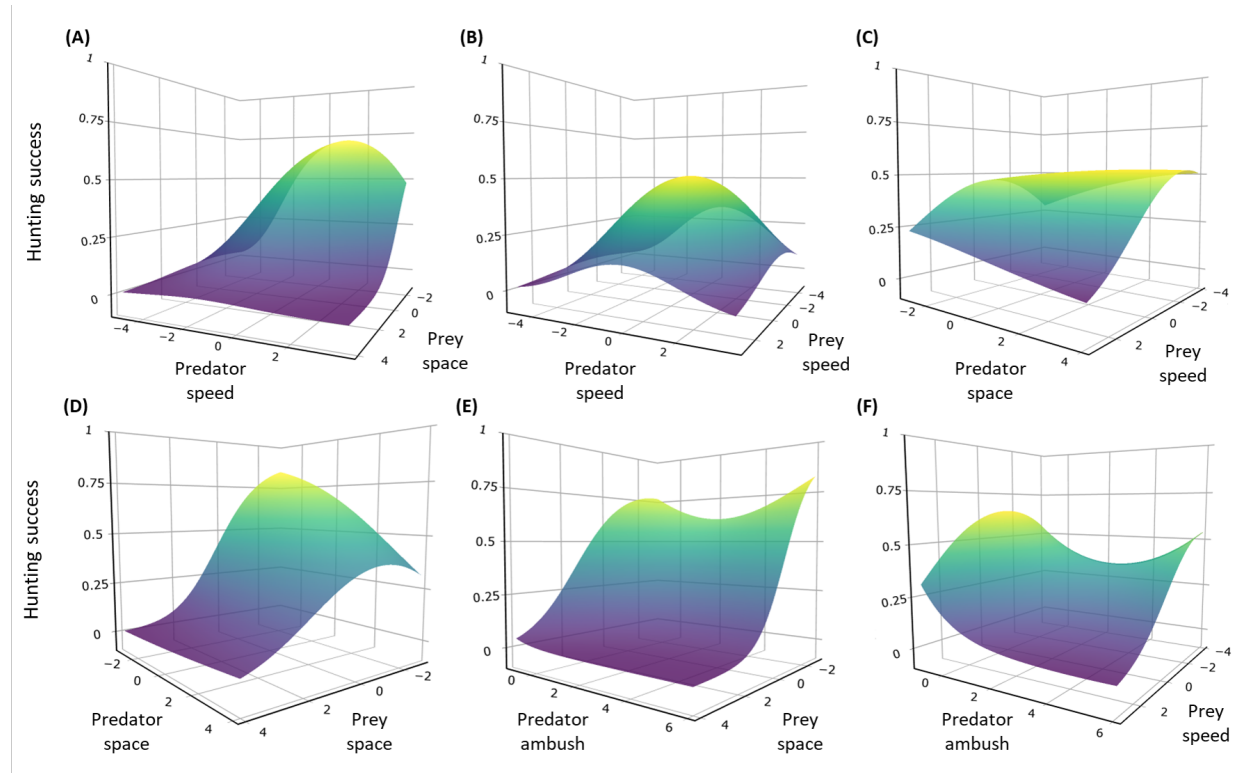 (A)
(B)
(C)
1
0.75
0.5
0.25
0
Hunting success
-4
-2
0
2
Predator
speed
4
2
0
-2
Prey
space
1
0.75
0.5
0.25
0
-4
-2
0
2
Predator
speed
2
0
-2
-4
Prey
speed
1
0.75
0.5
0.25
0
-2
0
2
4
Predator
space
2
0
-2
-4
Prey
speed
(D)
(E)
(F)
1
0.75
0.5
0.25
0
Hunting success
-2
0
2
4
Predator
space
4
2
0
-2
Prey
space
1
0.75
0.5
0.25
0
0
2
4
6
Predator
ambush
4
2
0
-2
Prey
space
1
0.75
0.5
0.25
0
0
2
4
6
Predator
ambush
2
0
-2
-4
Prey
speed